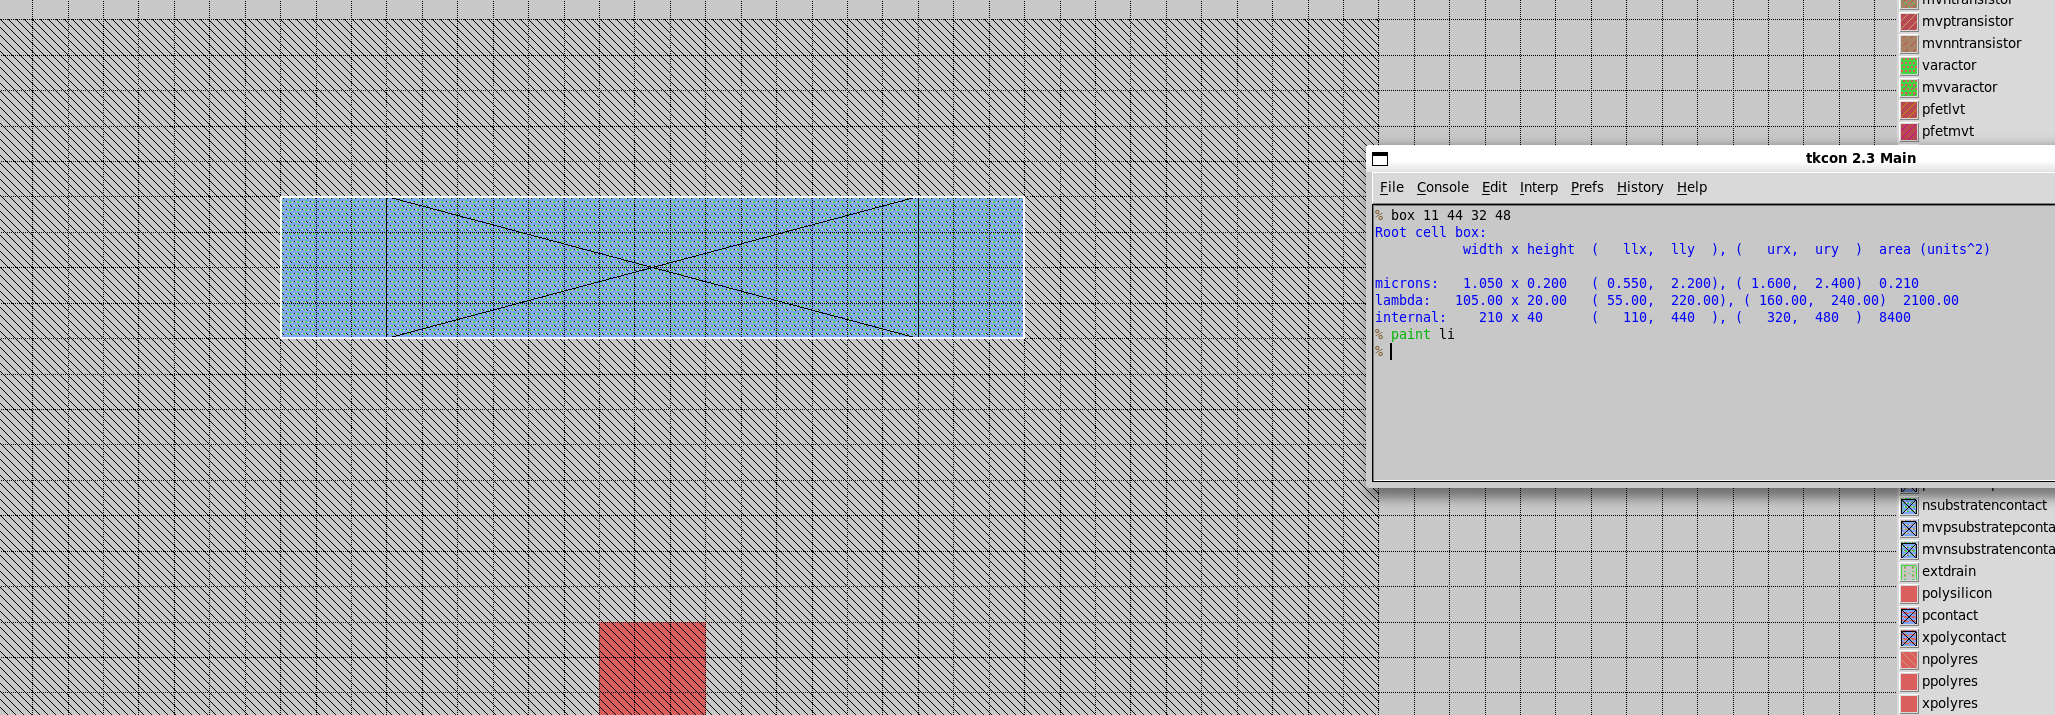 mvntransistor
mvptransistor
mvnntransistor
varactor
mvvaractor
pfetlvt
pfetmvt
tkcon 2.3 Main
File Console Edit Interp Prefs History Help
% box 11 44 32 48
Root cell box:
width x height ( llx, lly ), ( urx, ury ) area (units^2)
microns: 1.050 x 0.200 ( 0.550, 2.200), ( 1.600, 2.400) 0.210
lambda: 105.00 x 20.00 ( 55.00, 220.00), ( 160.00, 240.00) 2100.00
internal: 210 x 40 ( 110, 440 ), ( 320, 480 ) 8400
% paint li
%
nsubstratencontact
mvpsubstratepconta
mvnsubstratenconta
extdrain
polysilicon
pcontact
xpolycontact
npolyres
ppolyres
xpolyres